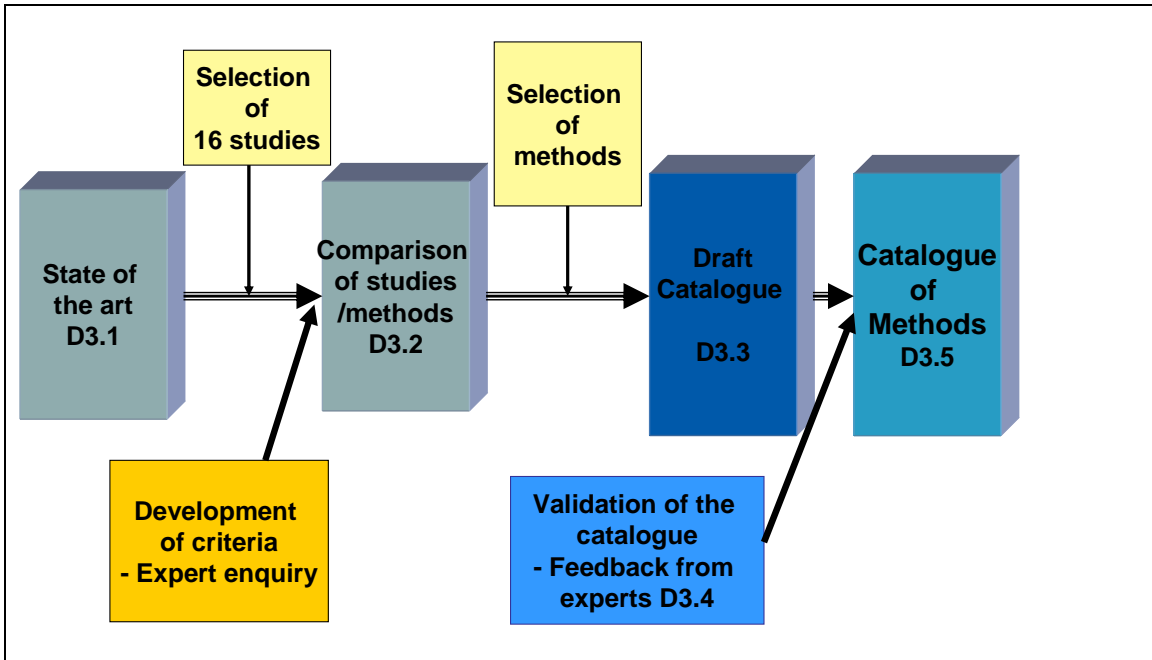 Selection
of
16 studies
Selection
of
methods
State of
the art
D3.1
Comparison
of studies
/methods
D3.2
Draft
Catalogue
D3.3
Catalogue
of
Methods
D3.5
Development
of criteria
- Expert enquiry
Validation of the
catalogue
- Feedback from
experts D3.4